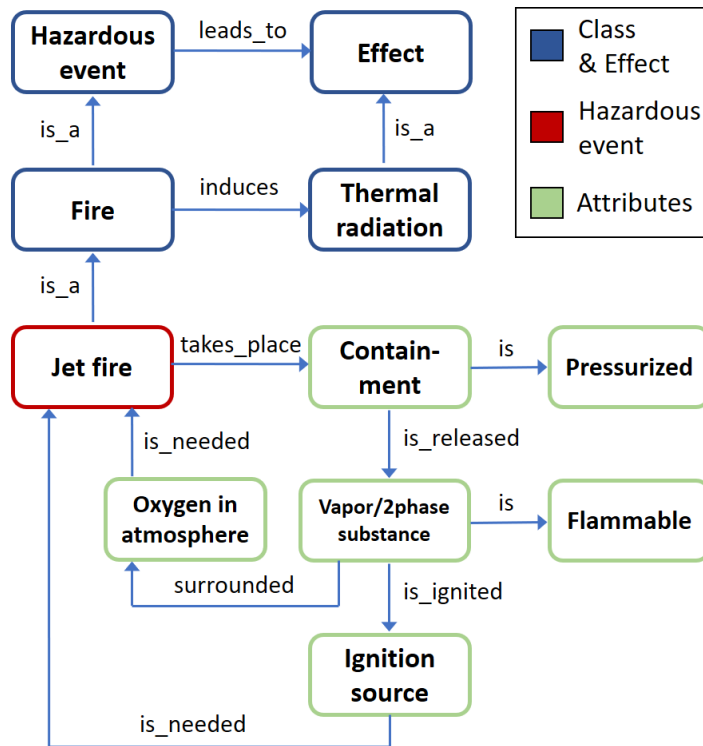 Hazardous
event
leads_to
Effect
Class
& Effect
is_a
is_a
Hazardous
event
Fire
induces
Thermal
radiation
Attributes
is_a
Jet fire
takes_place
Contain-
ment
is
Pressurized
is_needed
is_released
Oxygen in
atmosphere
Vapor/2phase
substance
is
Flammable
surrounded
is_ignited
Ignition
source
is_needed